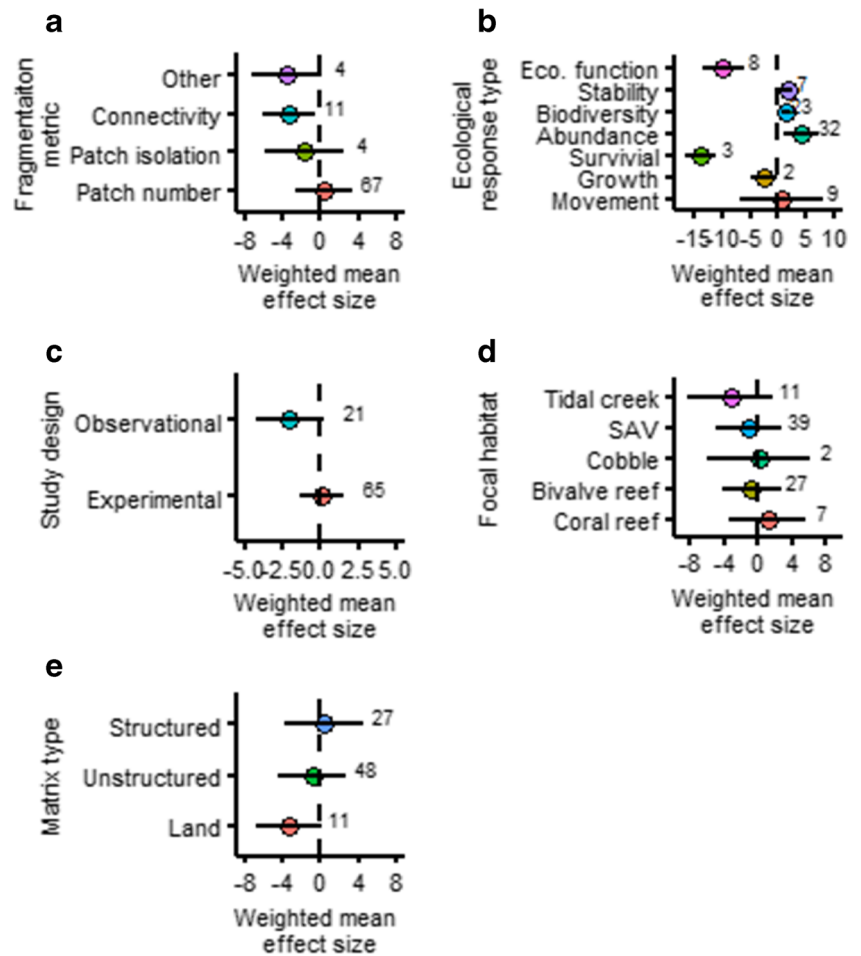 a
Fragmentaiton
metric
Other
4
Connectivity
11
Patch isolation
4
Patch number
67
-8 -4 0 4 8
Weighted mean
effect size
b
Ecological
response type
Eco. function
8
Stability
7
Biodiversity
23
Abundance
32
Survivial
3
Growth
2
Movement
9
-15 -10 -5 0 5 10
Weighted mean
effect size
c
Study design
Observational
21
Experimental
65
-5.0 -2.5 0.0 2.5 5.0
Weighted mean
effect size
d
Focal habitat
Tidal creek
11
SAV
39
Cobble
2
Bivalve reef
27
Coral reef
7
-8 -4 0 4 8
Weighted mean
effect size
e
Matrix type
Structured
27
Unstructured
48
Land
11
-8 -4 0 4 8
Weighted mean
effect size